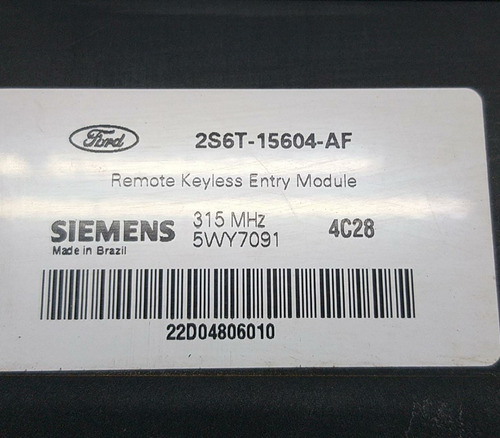 Ford 2S6T-15604-AF
Remote Keyless Entry Module
SIEMENS 315 MHz 4C28
Made in Brazil 5WY7091
22D04806010